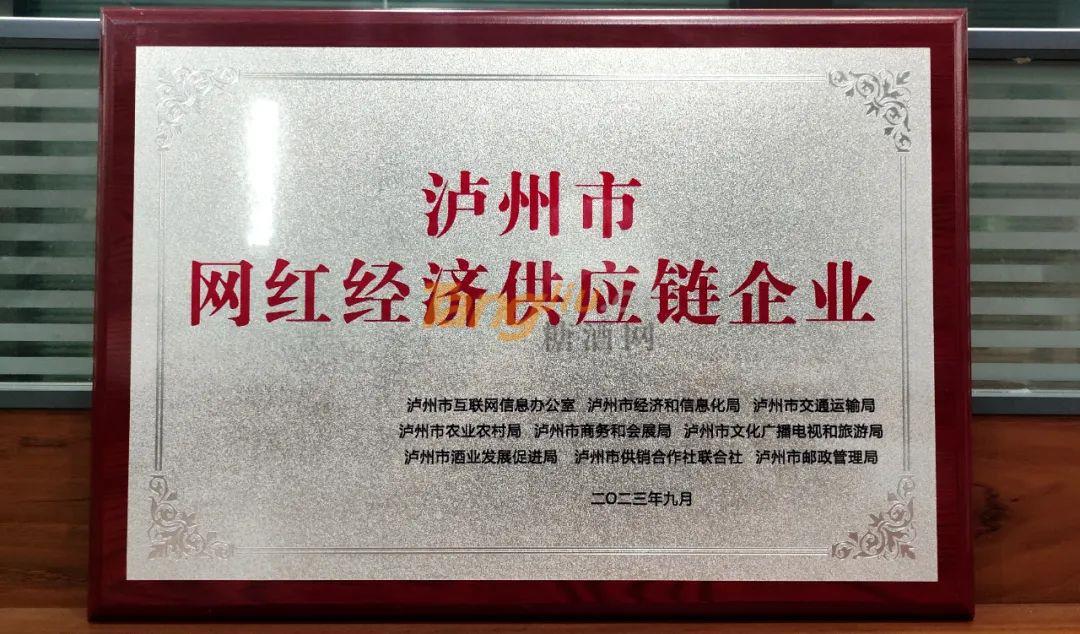 泸州市
网红经济供应链企业
糖酒网
泸州市互联网信息办公室 泸州市经济和信息化局 泸州市交通运输局
泸州市农业农村局 泸州市商务和会展局 泸州市文化广播电视和旅游局
泸州市酒业发展促进局 泸州市供销合作社联合社 泸州市邮政管理局
二〇二三年九月